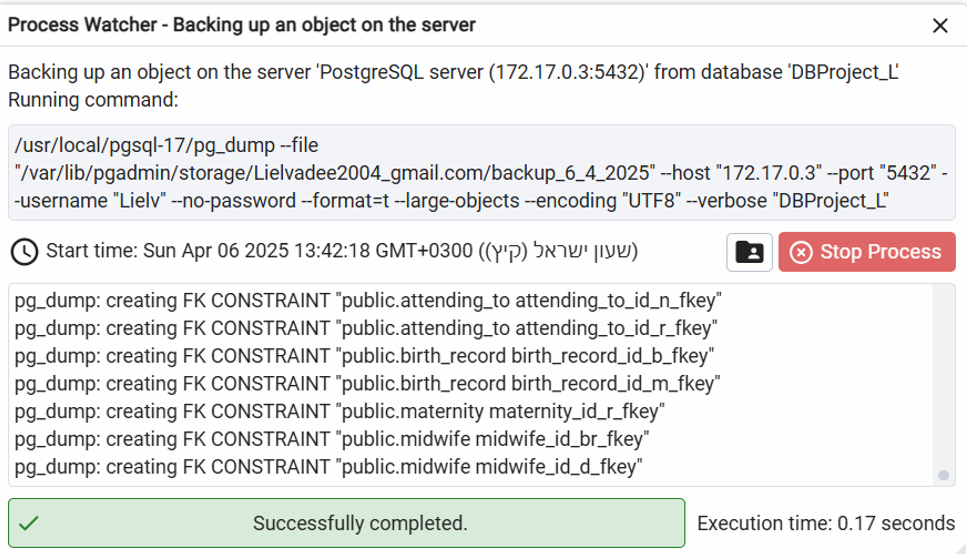 Process Watcher - Backing up an object on the server
Backing up an object on the server 'PostgreSQL server (172.17.0.3:5432)' from database 'DBProject_L'
Running command:
/usr/local/pgsql-17/pg_dump --file
"/var/lib/pgadmin/storage/Lielvadee2004_gmail.com/backup_6_4_2025" --host "172.17.0.3" --port "5432" -
-username "Lielv" --no-password --format=t --large-objects --encoding "UTF8" --verbose "DBProject_L"
Start time: Sun Apr 06 2025 13:42:18 GMT+0300 (שעון ישראל (קיץ))
Stop Process
pg_dump: creating FK CONSTRAINT "public.attending_to attending_to_id_n_fkey"
pg_dump: creating FK CONSTRAINT "public.attending_to attending_to_id_r_fkey"
pg_dump: creating FK CONSTRAINT "public.birth_record birth_record_id_b_fkey"
pg_dump: creating FK CONSTRAINT "public.birth_record birth_record_id_m_fkey"
pg_dump: creating FK CONSTRAINT "public.maternity maternity_id_r_fkey"
pg_dump: creating FK CONSTRAINT "public.midwife midwife_id_br_fkey"
pg_dump: creating FK CONSTRAINT "public.midwife midwife_id_d_fkey"
Successfully completed.
Execution time: 0.17 seconds